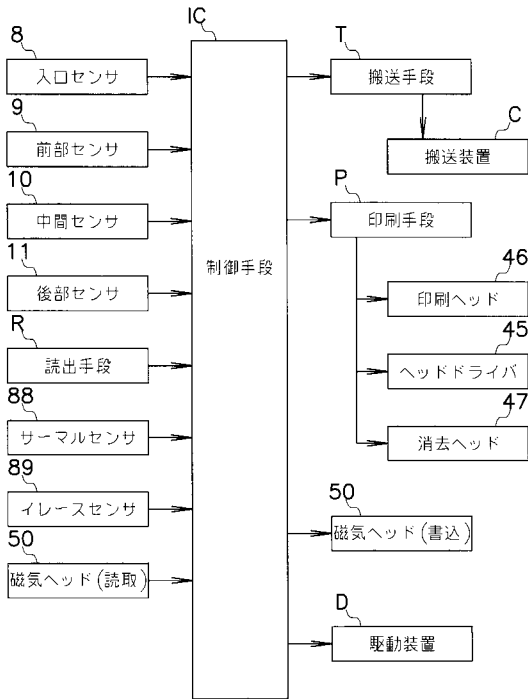 IC
8
入口センサ
9
前部センサ
10
中間センサ
11
後部センサ
R
読出手段
88
サーマルセンサ
89
イレースセンサ
50
磁気ヘッド(読取)
制御手段
T
搬送手段
C
搬送装置
P
印刷手段
46
印刷ヘッド
45
ヘッドドライバ
47
消去ヘッド
50
磁気ヘッド(書込)
D
駆動装置